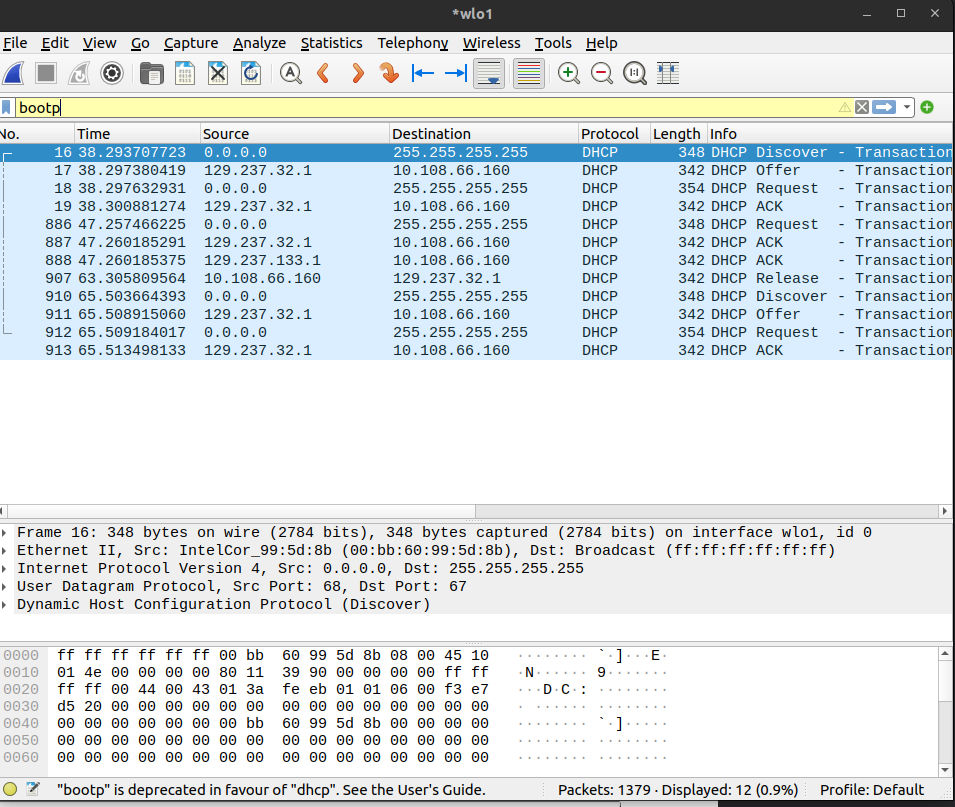 *wlo1
File Edit View Go Capture Analyze Statistics Telephony Wireless Tools Help
bootp
No. Time Source Destination Protocol Length Info
16 38.293707723 0.0.0.0 255.255.255.255 DHCP 348 DHCP Discover - Transaction
17 38.297380419 129.237.32.1 10.108.66.160 DHCP 342 DHCP Offer - Transaction
18 38.297632931 0.0.0.0 255.255.255.255 DHCP 354 DHCP Request - Transaction
19 38.300881274 129.237.32.1 10.108.66.160 DHCP 342 DHCP ACK - Transaction
886 47.257466225 0.0.0.0 255.255.255.255 DHCP 348 DHCP Request - Transaction
887 47.260185291 129.237.32.1 10.108.66.160 DHCP 342 DHCP ACK - Transaction
888 47.260185375 129.237.133.1 10.108.66.160 DHCP 342 DHCP ACK - Transaction
907 63.305809564 10.108.66.160 129.237.32.1 DHCP 342 DHCP Release - Transaction
910 65.503664393 0.0.0.0 255.255.255.255 DHCP 348 DHCP Discover - Transaction
911 65.508915060 129.237.32.1 10.108.66.160 DHCP 342 DHCP Offer - Transaction
912 65.509184017 0.0.0.0 255.255.255.255 DHCP 354 DHCP Request - Transaction
913 65.513498133 129.237.32.1 10.108.66.160 DHCP 342 DHCP ACK - Transaction
Frame 16: 348 bytes on wire (2784 bits), 348 bytes captured (2784 bits) on interface wlo1, id 0
Ethernet II, Src: IntelCor_99:5d:8b (00:bb:60:99:5d:8b), Dst: Broadcast (ff:ff:ff:ff:ff:ff)
Internet Protocol Version 4, Src: 0.0.0.0, Dst: 255.255.255.255
User Datagram Protocol, Src Port: 68, Dst Port: 67
Dynamic Host Configuration Protocol (Discover)
0000 ff ff ff ff ff ff 00 bb 60 99 5d 8b 08 00 45 10 ········ `·]···E·
0010 01 4e 00 00 00 00 80 11 39 90 00 00 00 00 ff ff ·N······ 9·······
0020 ff ff 00 44 00 43 01 3a fe eb 01 01 06 00 f3 e7 ···D·C·: ········
0030 d5 20 00 00 00 00 00 00 00 00 00 00 00 00 00 00 · ······ ········
0040 00 00 00 00 00 00 00 bb 60 99 5d 8b 00 00 00 00 ········ `·]·····
0050 00 00 00 00 00 00 00 00 00 00 00 00 00 00 00 00 ········ ········
0060 00 00 00 00 00 00 00 00 00 00 00 00 00 00 00 00 ········ ········
"bootp" is deprecated in favour of "dhcp". See the User's Guide. Packets: 1379 · Displayed: 12 (0.9%) Profile: Default